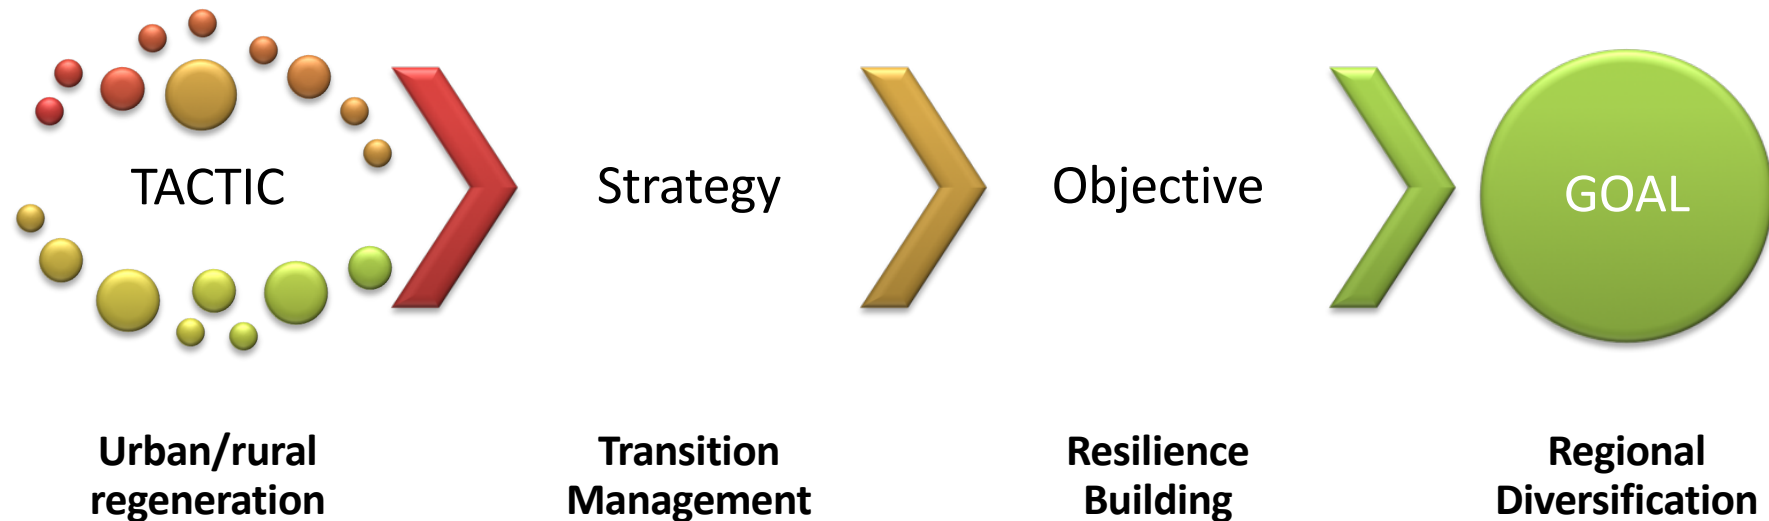 TACTIC
Strategy
Objective
GOAL
Urban/rural
regeneration
Transition
Management
Resilience
Building
Regional
Diversification